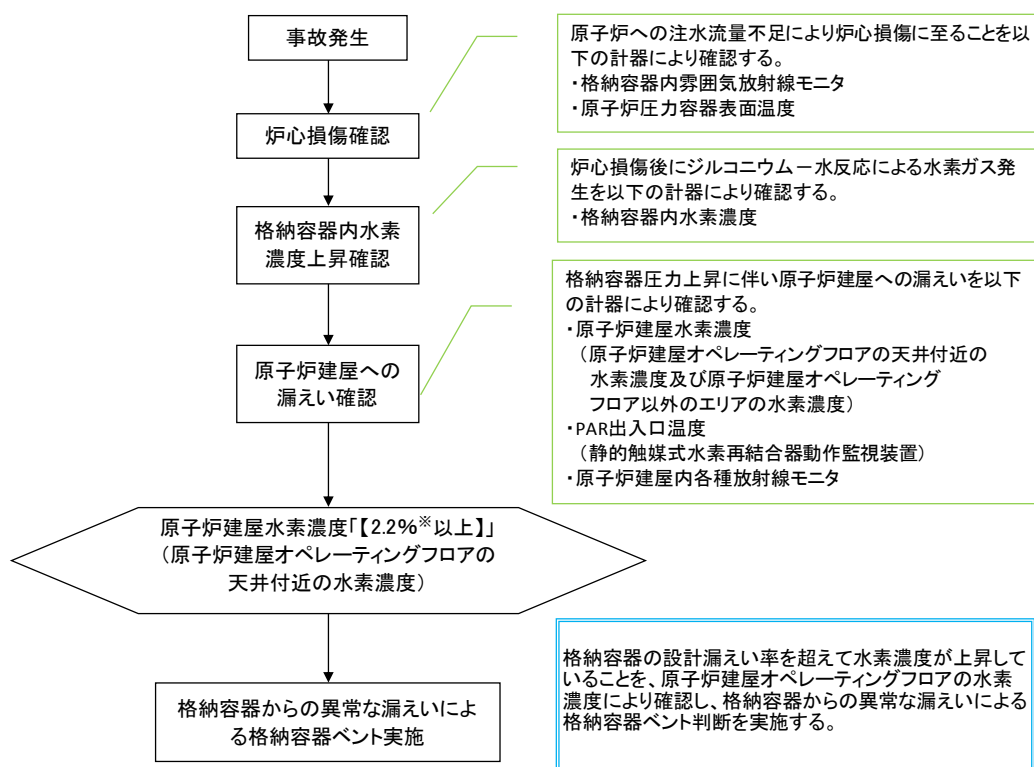 事故発生
炉心損傷確認
格納容器内水素
濃度上昇確認
原子炉建屋への
漏えい確認
原子炉建屋水素濃度「【2.2%※以上】」
（原子炉建屋オペレーティングフロアの
天井付近の水素濃度）
格納容器からの異常な漏えいによ
る格納容器ベント実施
原子炉への注水流量不足により炉心損傷に至ることを以
下の計器により確認する。
・格納容器内雰囲気放射線モニタ
・原子炉圧力容器表面温度
炉心損傷後にジルコニウム－水反応による水素ガス発
生を以下の計器により確認する。
・格納容器内水素濃度
格納容器圧力上昇に伴い原子炉建屋への漏えいを以下
の計器により確認する。
・原子炉建屋水素濃度
（原子炉建屋オペレーティングフロアの天井付近の
水素濃度及び原子炉建屋オペレーティング
フロア以外のエリアの水素濃度）
・PAR出入口温度
（静的触媒式水素再結合器動作監視装置）
・原子炉建屋内各種放射線モニタ
格納容器の設計漏えい率を超えて水素濃度が上昇して
いることを、原子炉建屋オペレーティングフロアの水素
濃度により確認し、格納容器からの異常な漏えいによる
格納容器ベント判断を実施する。